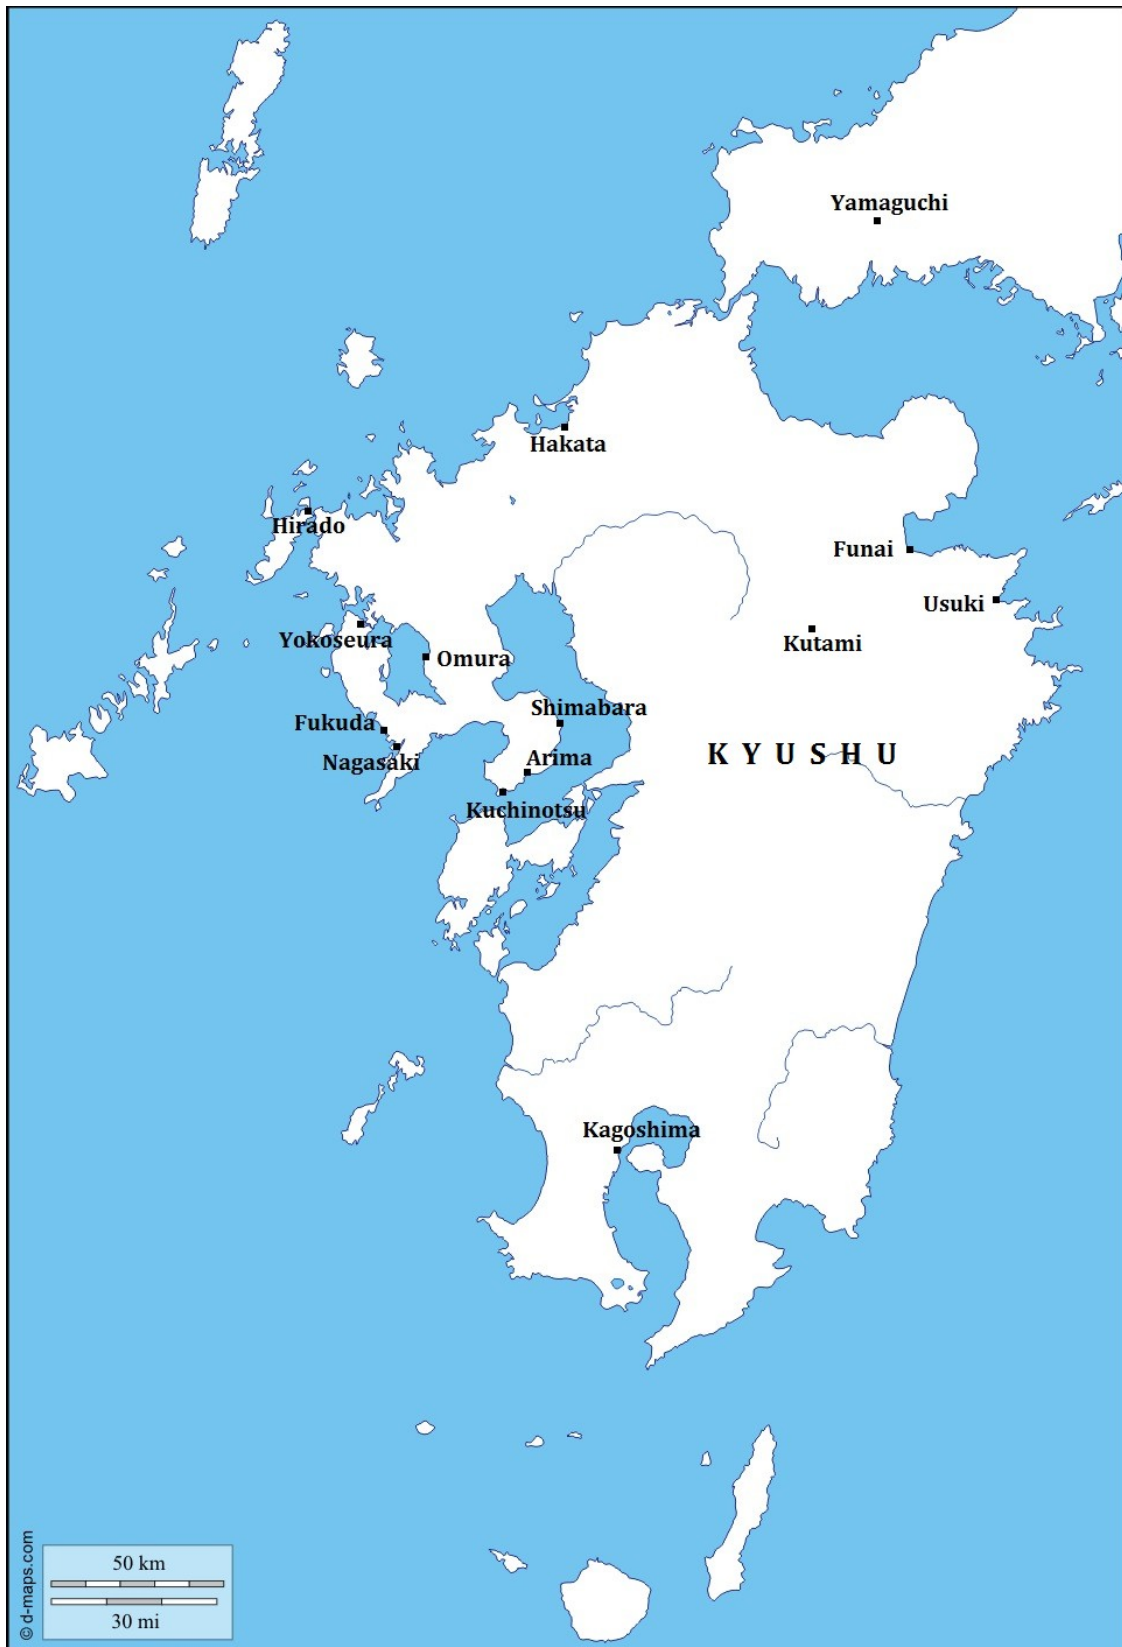 Yamaguchi
Hakata
Hirado
Funai
Usuki
Kutami
Yokoseura
Omura
Shimabara
Fukuda
Nagasaki
Arima
KYUSHU
Kuchinotsu
Kagoshima
© d-maps.com
50 km
30 mi